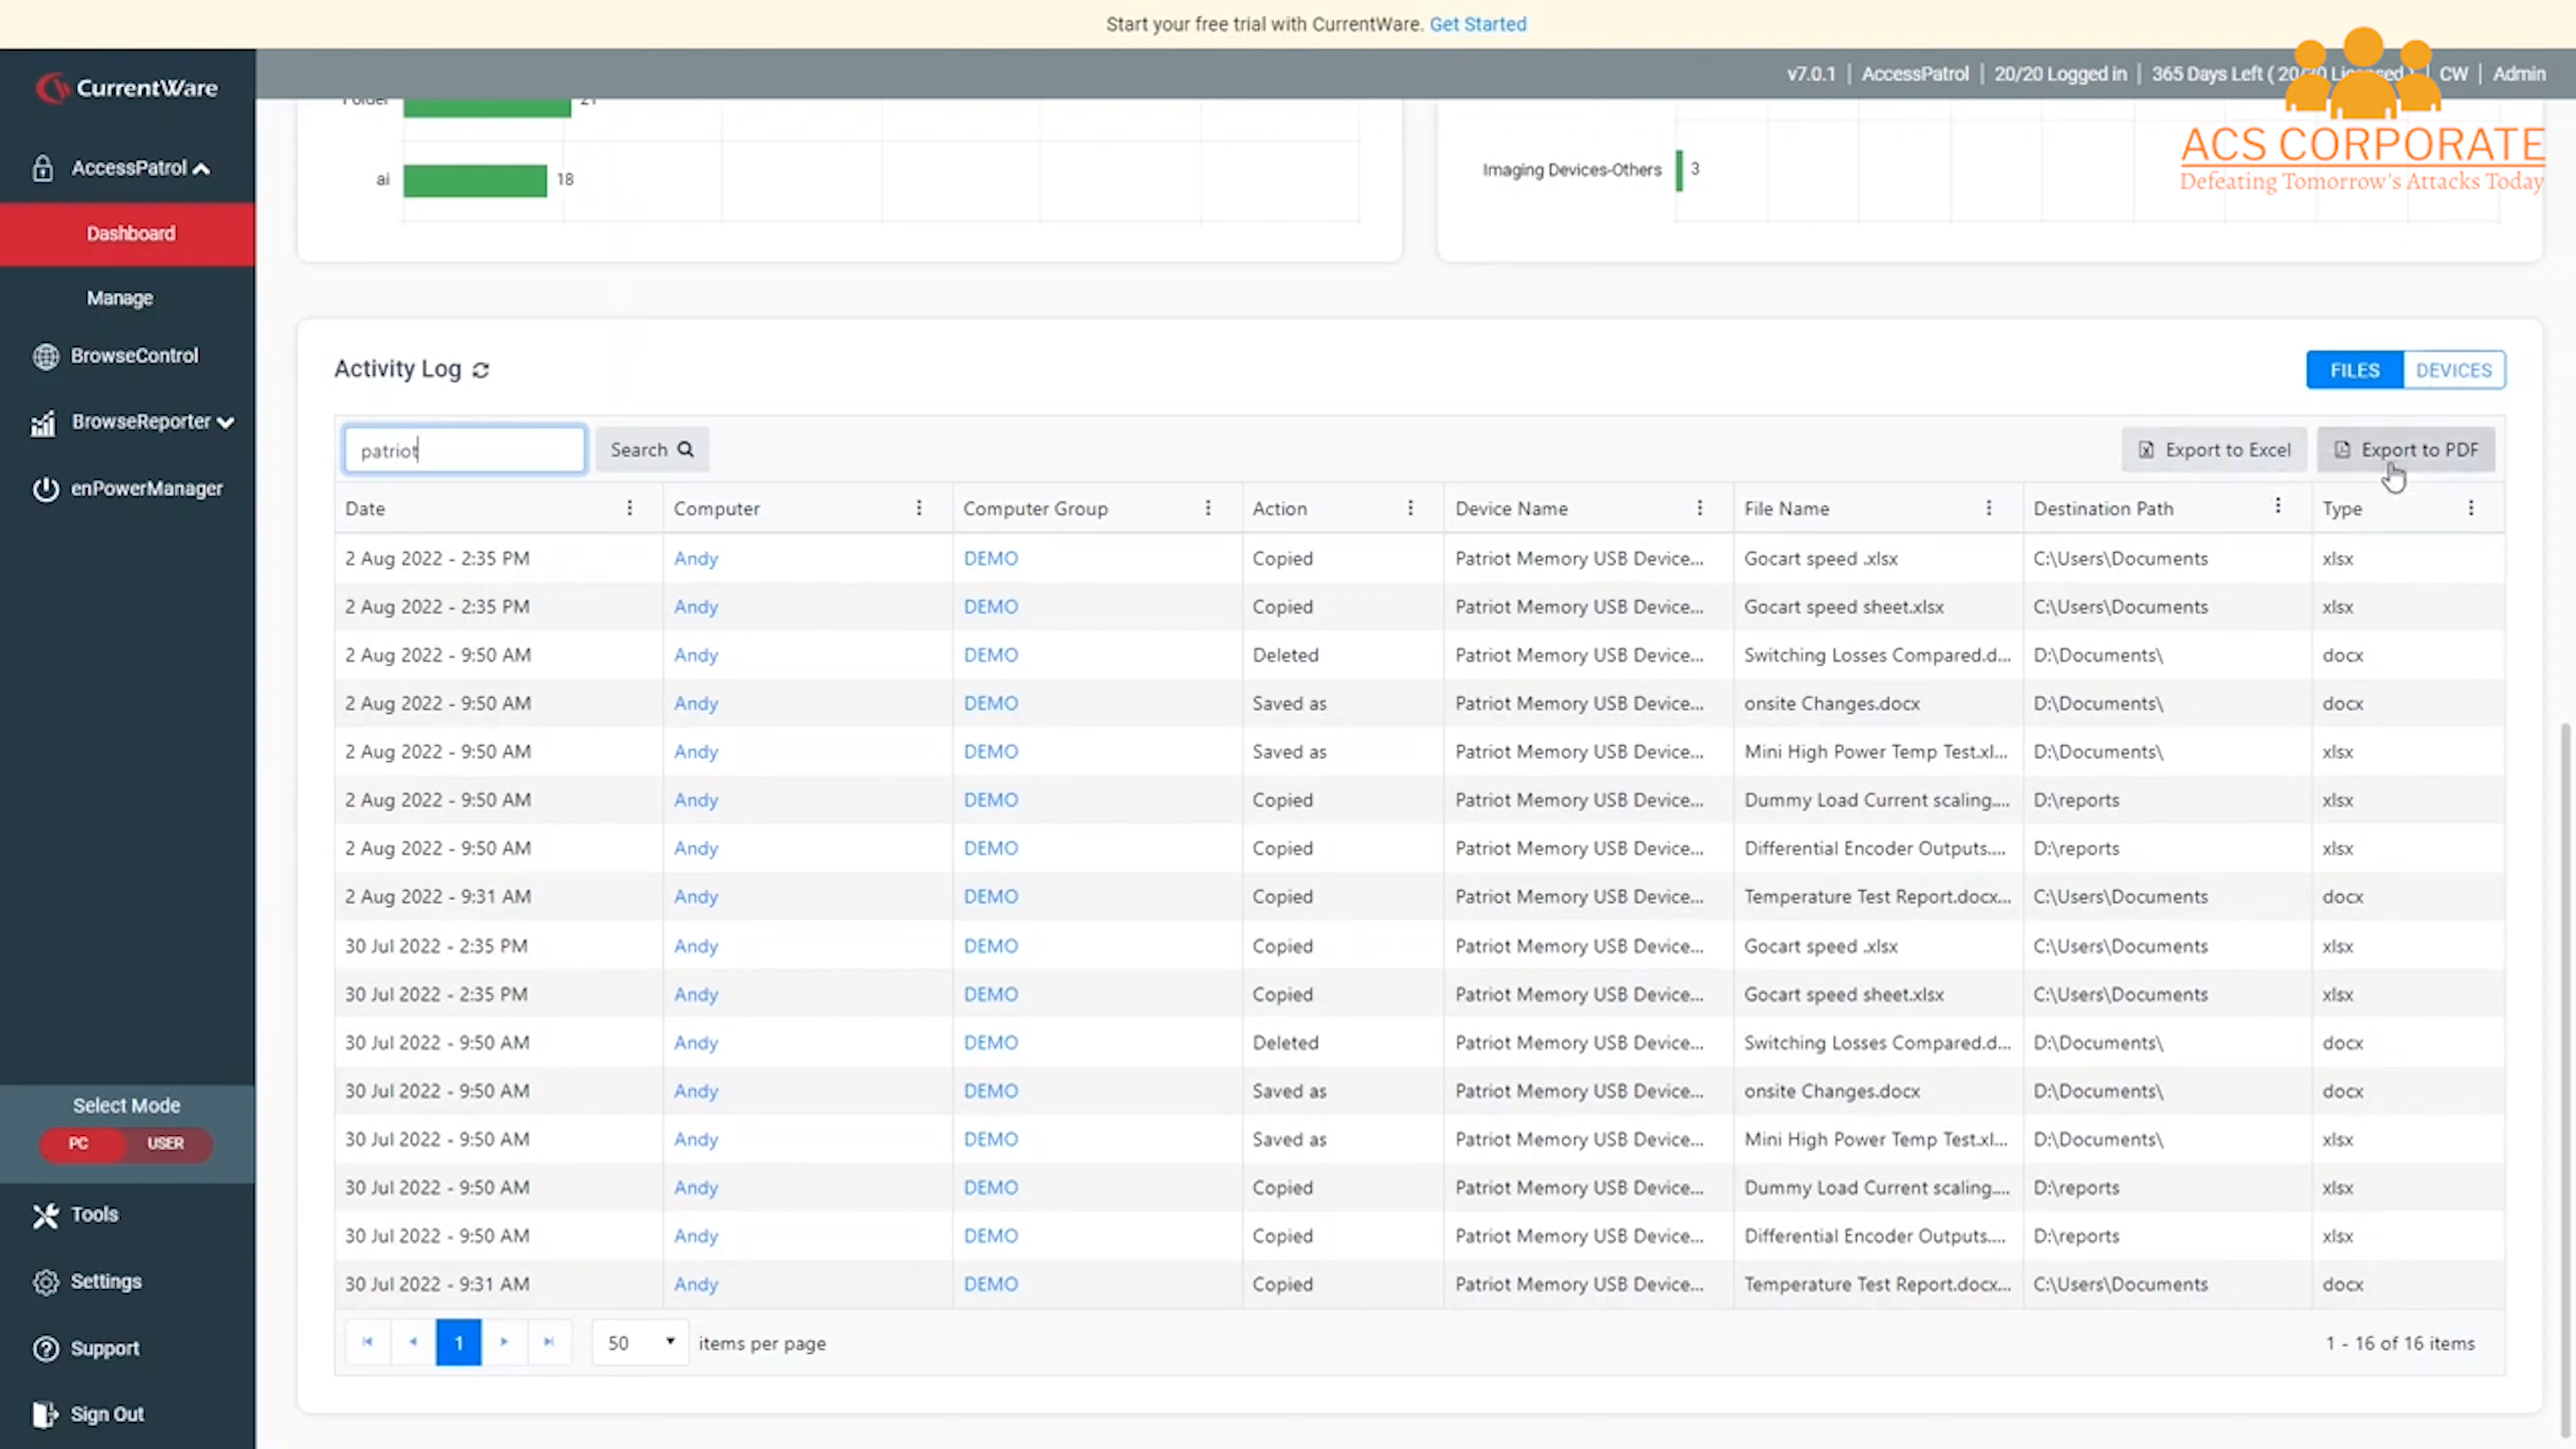 Start your free trial with CurrentWare. Get Started
CurrentWare
v7.0.1 | AccessPatrol | 20/20 Logged in | 365 Days Left ( 20/20 Licensed ) | CW | Admin
ACS CORPORATE
Defeating Tomorrow's Attacks Today
AccessPatrol
Dashboard
Manage
BrowseControl
BrowseReporter
enPowerManager
Select Mode
PC USER
Tools
Settings
Support
Sign Out
Folder 21
ai 18
Imaging Devices-Others 3
Activity Log
FILES DEVICES
patriot Search Export to Excel Export to PDF
Date Computer Computer Group Action Device Name File Name Destination Path Type
2 Aug 2022 - 2:35 PM Andy DEMO Copied Patriot Memory USB Device... Gocart speed .xlsx C:\Users\Documents xlsx
2 Aug 2022 - 2:35 PM Andy DEMO Copied Patriot Memory USB Device... Gocart speed sheet.xlsx C:\Users\Documents xlsx
2 Aug 2022 - 9:50 AM Andy DEMO Deleted Patriot Memory USB Device... Switching Losses Compared.d... D:\Documents\ docx
2 Aug 2022 - 9:50 AM Andy DEMO Saved as Patriot Memory USB Device... onsite Changes.docx D:\Documents\ docx
2 Aug 2022 - 9:50 AM Andy DEMO Saved as Patriot Memory USB Device... Mini High Power Temp Test.xl... D:\Documents\ xlsx
2 Aug 2022 - 9:50 AM Andy DEMO Copied Patriot Memory USB Device... Dummy Load Current scaling.... D:\reports xlsx
2 Aug 2022 - 9:50 AM Andy DEMO Copied Patriot Memory USB Device... Differential Encoder Outputs.... D:\reports xlsx
2 Aug 2022 - 9:31 AM Andy DEMO Copied Patriot Memory USB Device... Temperature Test Report.docx... C:\Users\Documents docx
30 Jul 2022 - 2:35 PM Andy DEMO Copied Patriot Memory USB Device... Gocart speed .xlsx C:\Users\Documents xlsx
30 Jul 2022 - 2:35 PM Andy DEMO Copied Patriot Memory USB Device... Gocart speed sheet.xlsx C:\Users\Documents xlsx
30 Jul 2022 - 9:50 AM Andy DEMO Deleted Patriot Memory USB Device... Switching Losses Compared.d... D:\Documents\ docx
30 Jul 2022 - 9:50 AM Andy DEMO Saved as Patriot Memory USB Device... onsite Changes.docx D:\Documents\ docx
30 Jul 2022 - 9:50 AM Andy DEMO Saved as Patriot Memory USB Device... Mini High Power Temp Test.xl... D:\Documents\ xlsx
30 Jul 2022 - 9:50 AM Andy DEMO Copied Patriot Memory USB Device... Dummy Load Current scaling.... D:\reports xlsx
30 Jul 2022 - 9:50 AM Andy DEMO Copied Patriot Memory USB Device... Differential Encoder Outputs.... D:\reports xlsx
30 Jul 2022 - 9:31 AM Andy DEMO Copied Patriot Memory USB Device... Temperature Test Report.docx... C:\Users\Documents docx
1 50 items per page 1 - 16 of 16 items